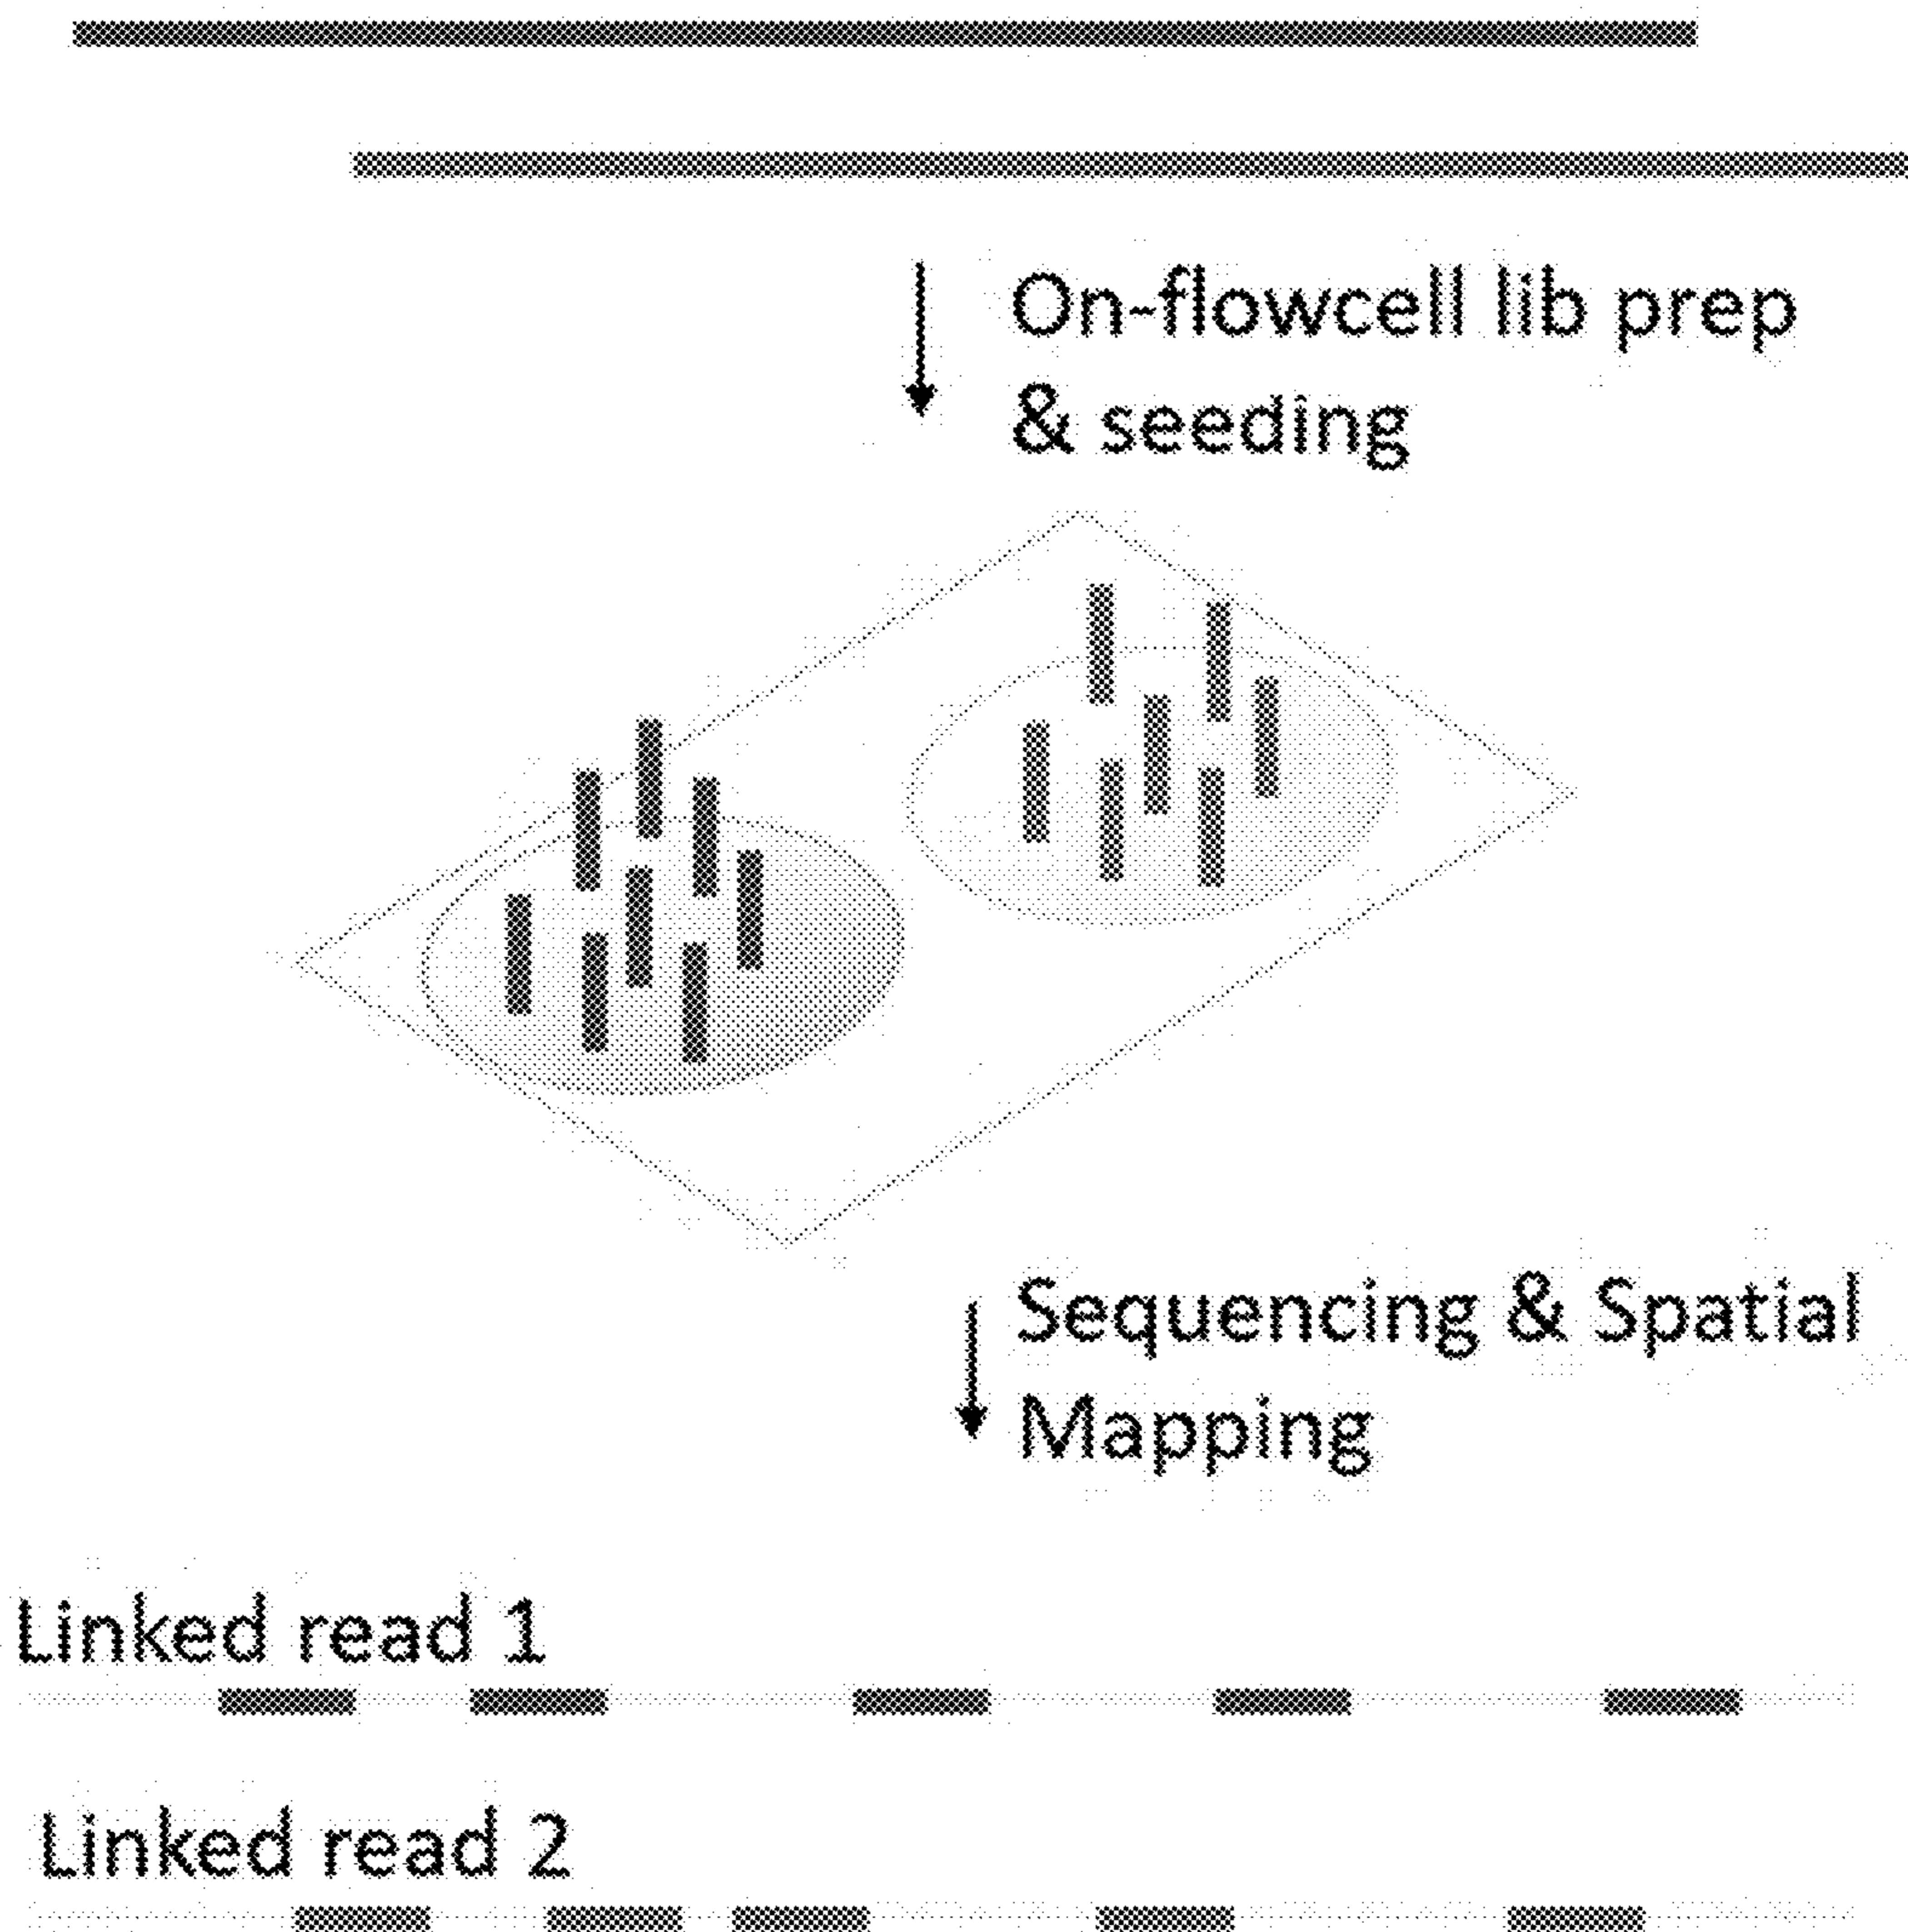 On-flowcell lib prep
& seeding
Sequencing & Spatial
Mapping
Linked read 1
Linked read 2